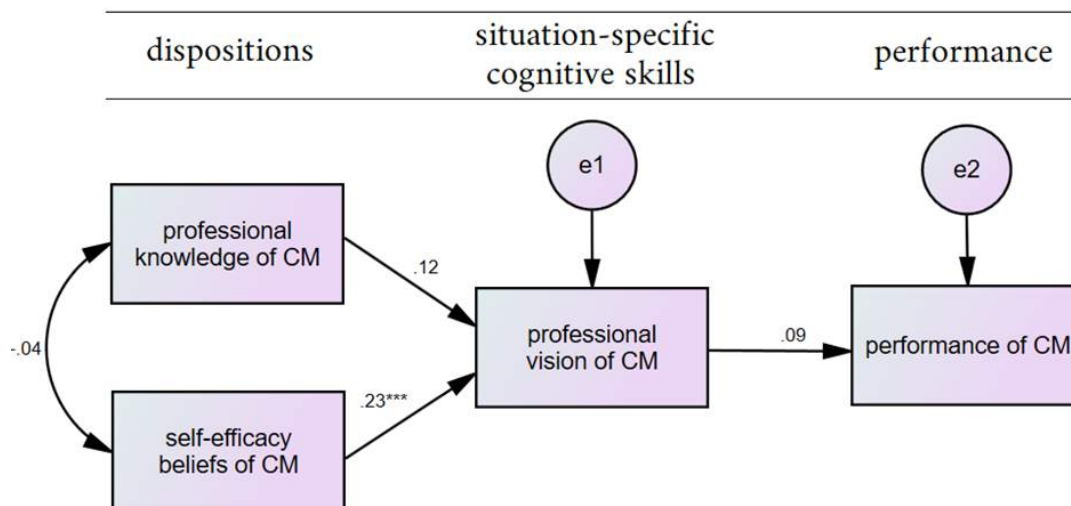 dispositions
situation-specific
cognitive skills
performance
e1
e2
professional
knowledge of CM
.12
-.04
professional
vision of CM
.09
performance of CM
.23***
self-efficacy
beliefs of CM